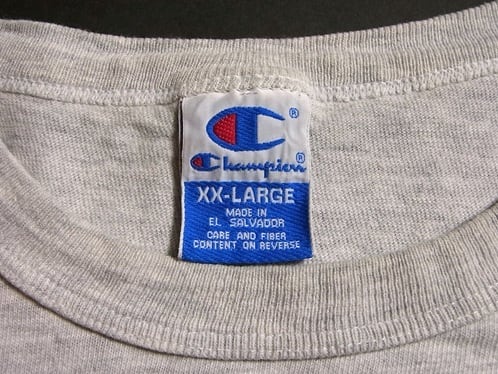 C®
Champion®
XX-LARGE
MADE IN
EL SALVADOR
CARE AND FIBER
CONTENT ON REVERSE